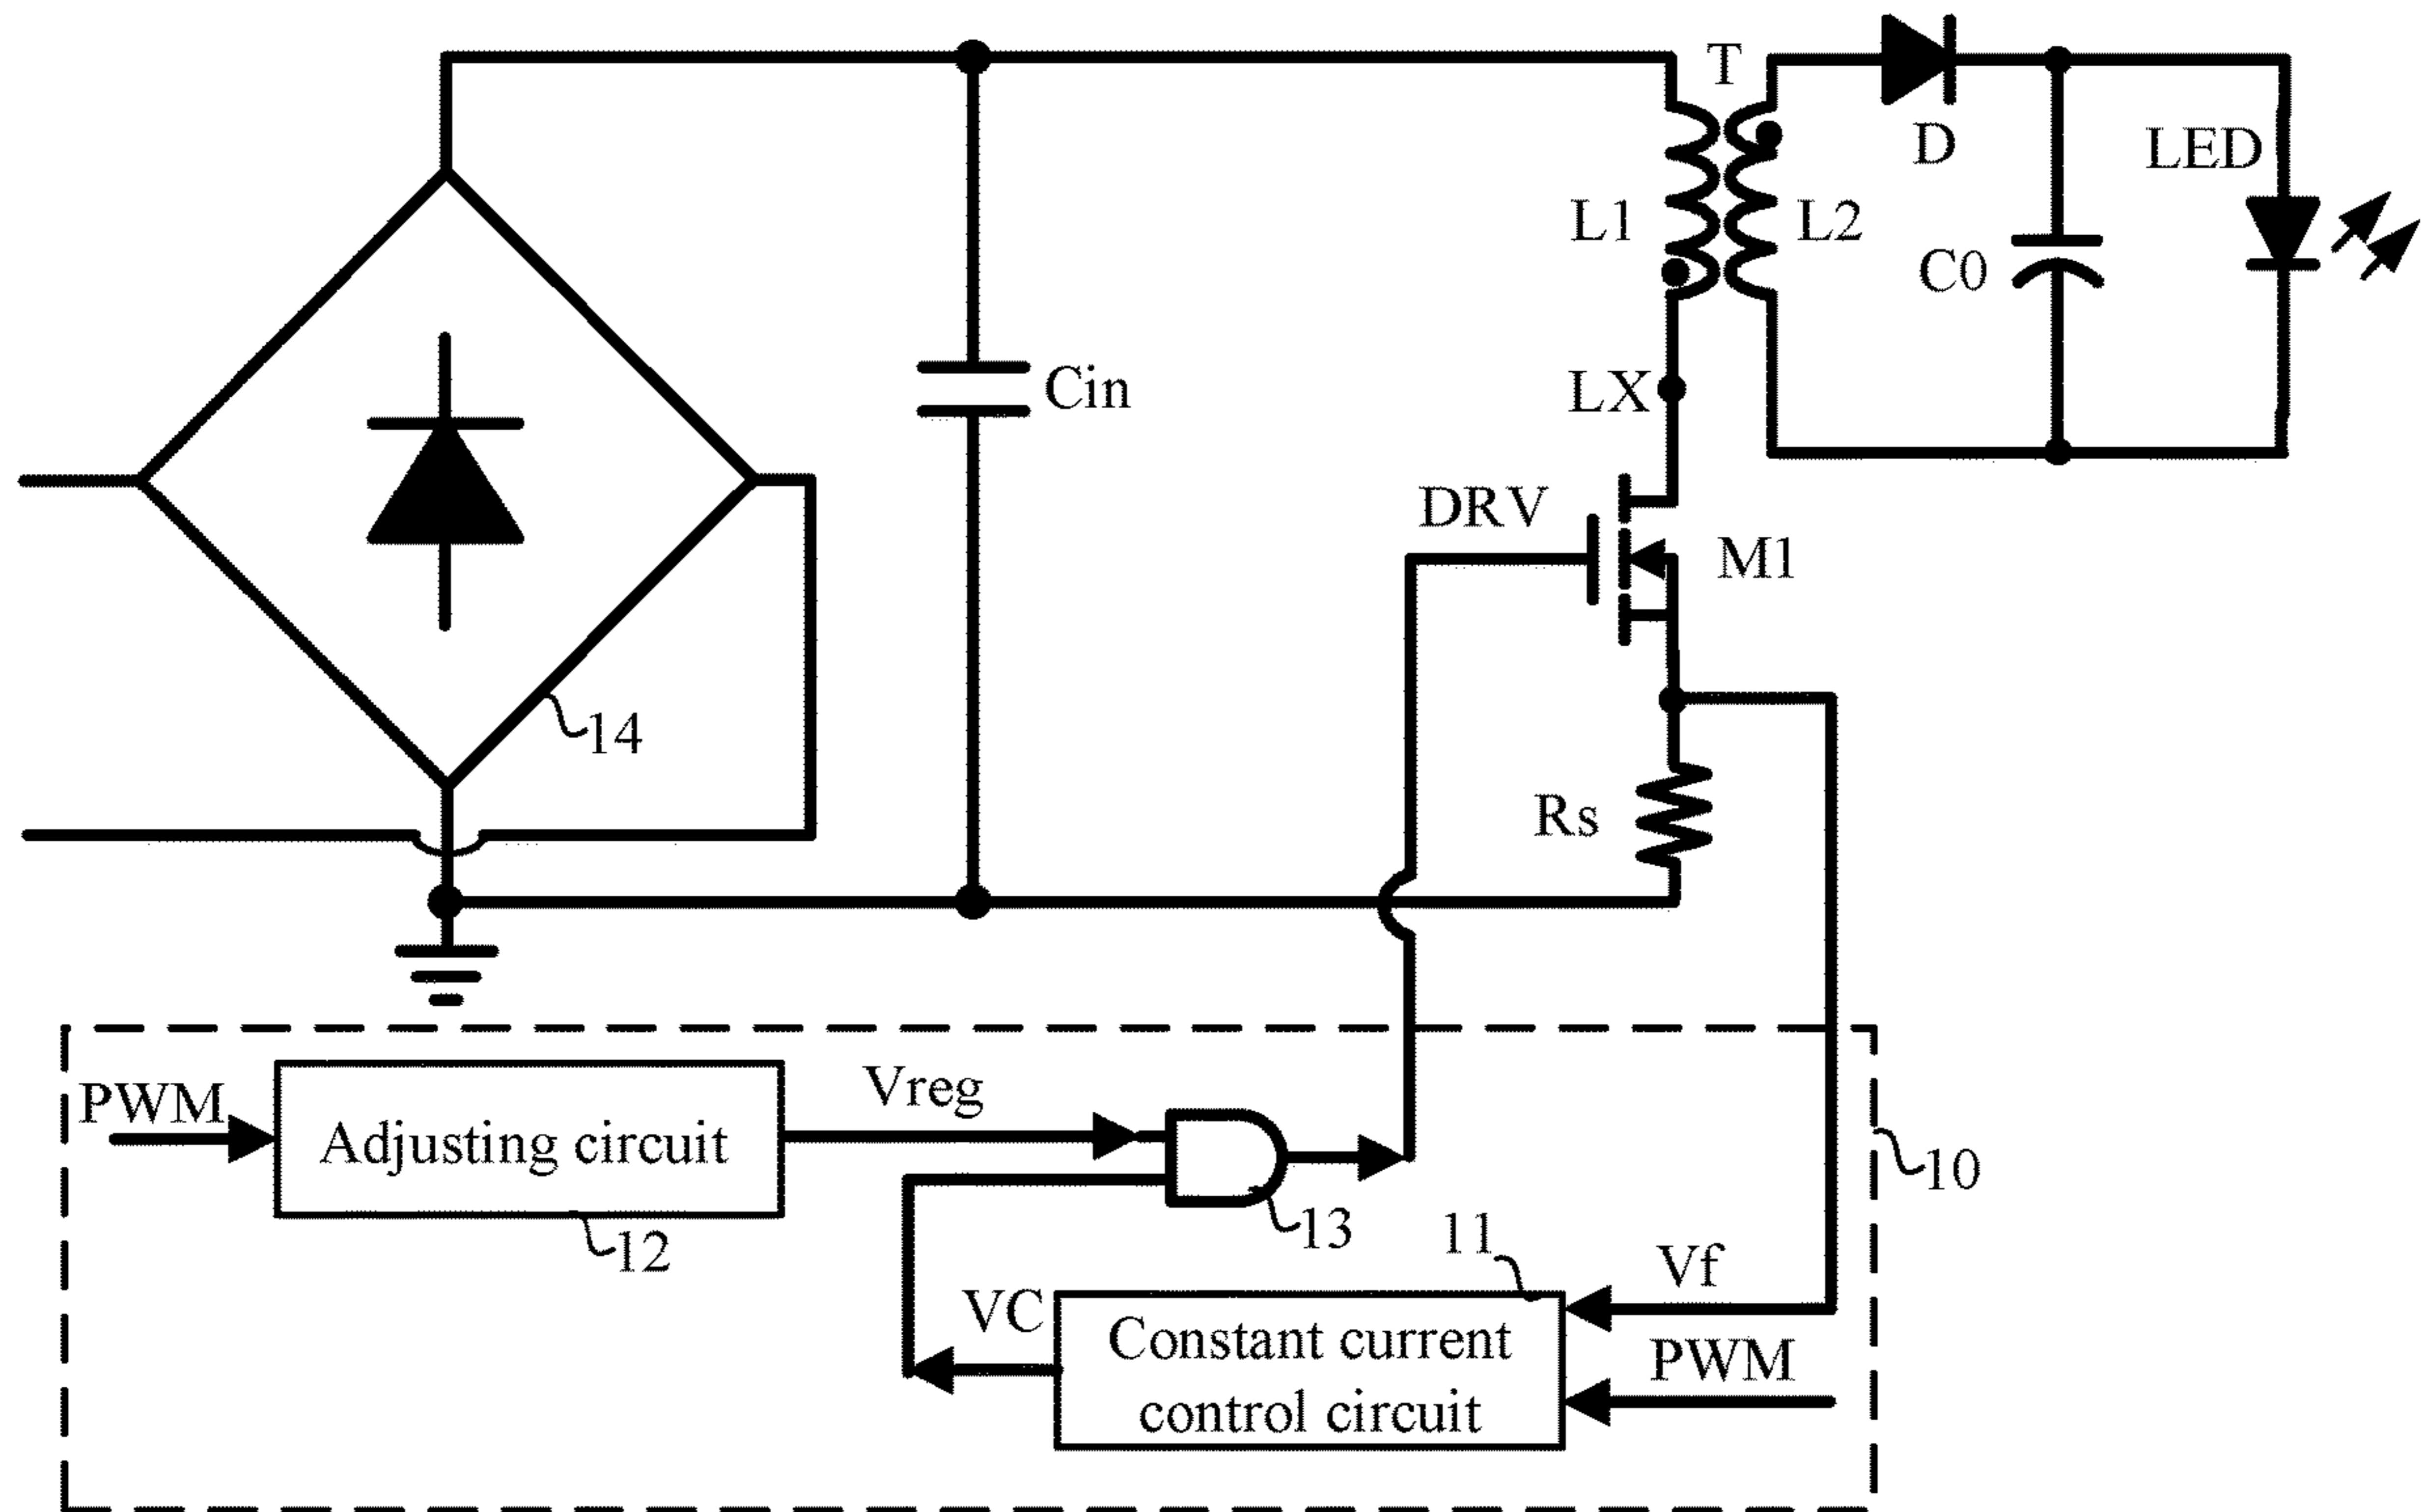 T
D
LED
L1
L2
C0
Cin
LX
DRV
M1
14
Rs
PWM
Adjusting circuit
Vreg
12
13
10
11
Vf
VC
Constant current
control circuit
PWM